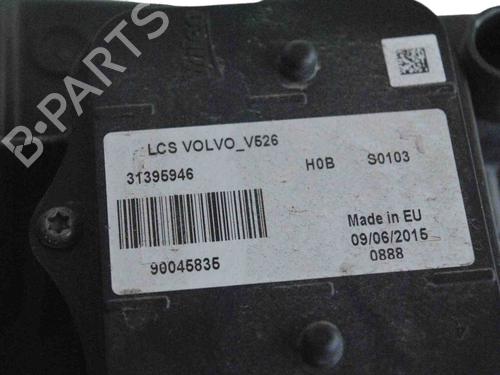 B-PARTS
LCS VOLVO_V526
31395946 H0B S0103
Made in EU
09/06/2015
90045835 0888